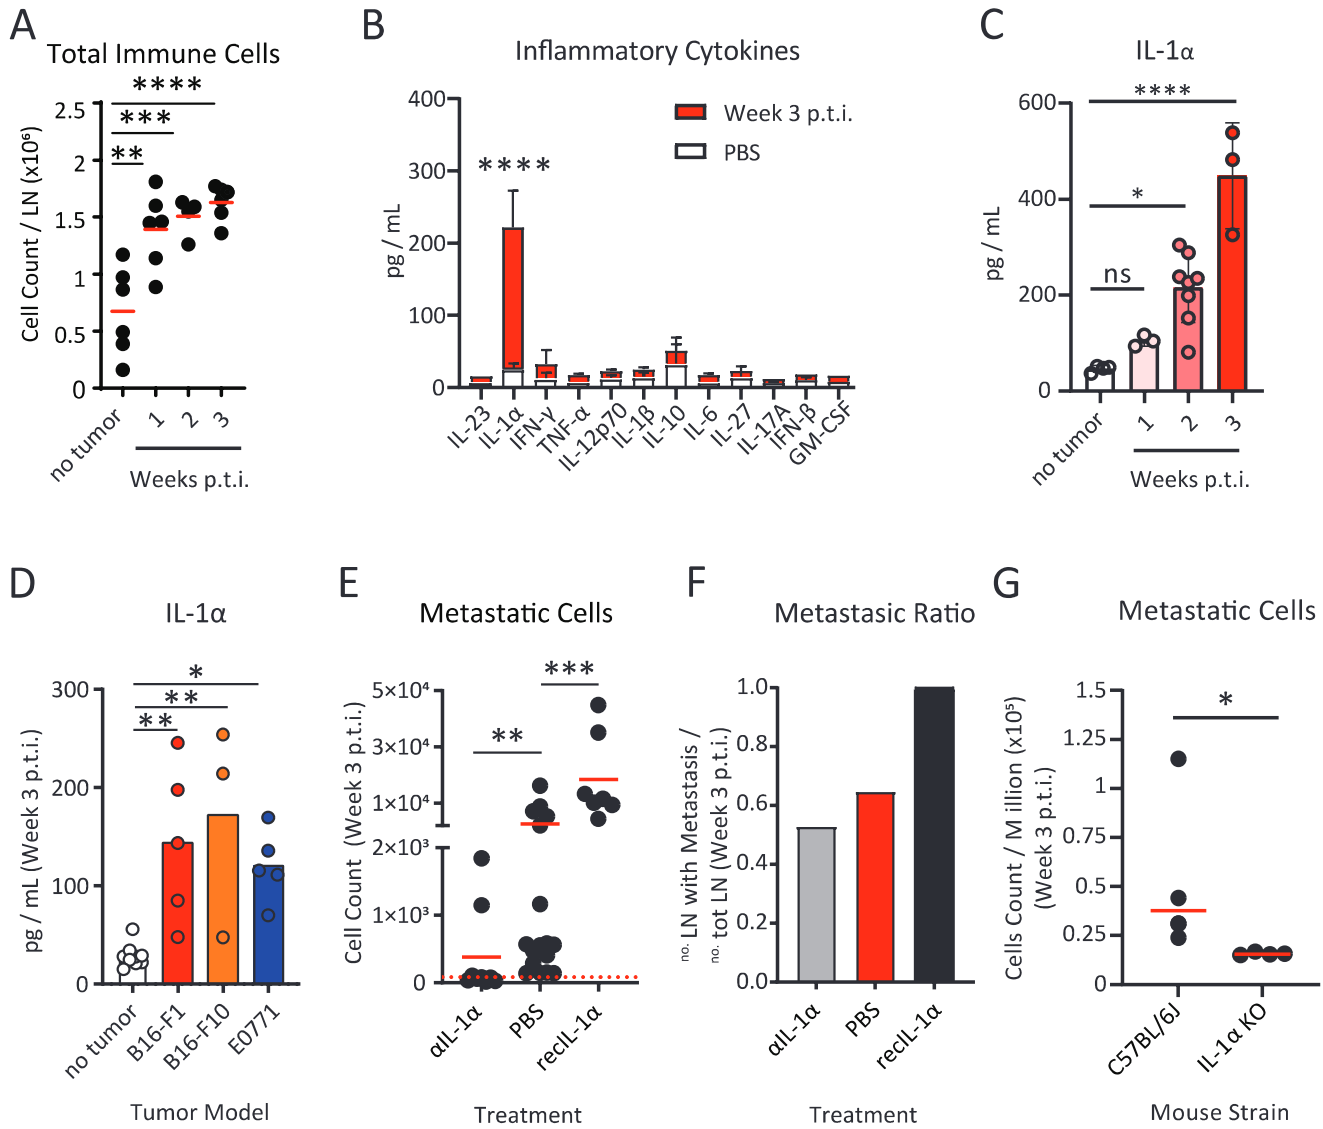 A
Total Immune Cells
****
***
**
2.5
2
1.5
1
0.5
0
Cell Count / LN (x10⁶)
no tumor
1
2
3
Weeks p.t.i.
B
Inflammatory Cytokines
Week 3 p.t.i.
PBS
****
400
300
200
100
0
pg / mL
IL-23
IL-1α
IFN-γ
TNF-α
IL-12p70
IL-1β
IL-10
IL-6
IL-27
IL-17A
IFN-β
GM-CSF
C
IL-1α
****
*
ns
600
400
200
0
pg / mL
no tumor
1
2
3
Weeks p.t.i.
D
IL-1α
*
**
**
300
200
100
0
pg / mL (Week 3 p.t.i.)
no tumor
B16-F1
B16-F10
E0771
Tumor Model
E
Metastatic Cells
***
**
5×10⁴
3×10⁴
1×10⁴
2×10³
1×10³
0
Cell Count (Week 3 p.t.i.)
αIL-1α
PBS
recIL-1α
Treatment
F
Metastasic Ratio
1.0
0.8
0.6
0.4
0.2
0.0
no. LN with Metastasis /
no. tot LN (Week 3 p.t.i.)
αIL-1α
PBS
recIL-1α
Treatment
G
Metastatic Cells
*
1.5
1.25
1
0.75
0.5
0.25
0
Cells Count / M illion (x10⁵)
(Week 3 p.t.i.)
C57BL/6J
IL-1α KO
Mouse Strain